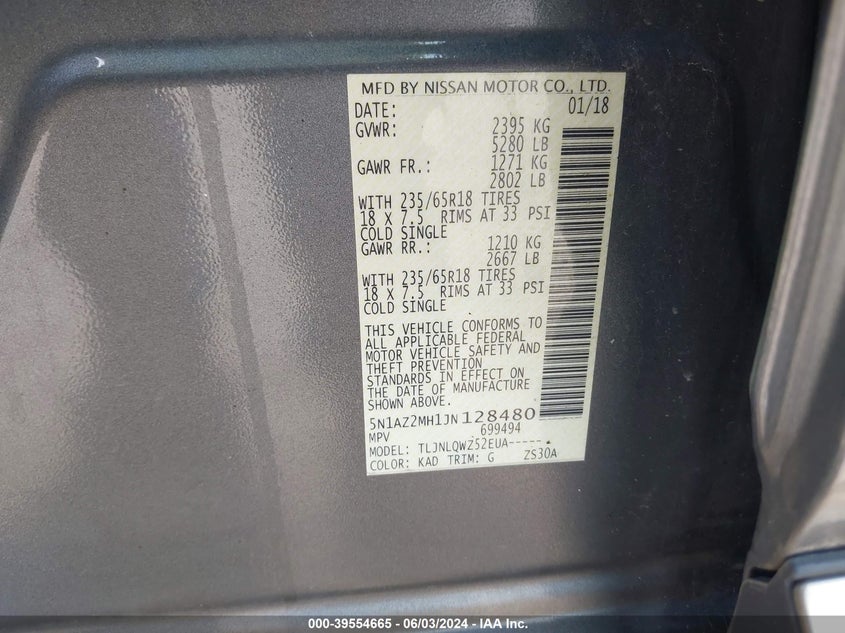 MFD BY NISSAN MOTOR CO., LTD.
DATE: 01/18
GVWR: 2395 KG
5280 LB
GAWR FR.: 1271 KG
2802 LB
WITH 235/65R18 TIRES
18 X 7.5 RIMS AT 33 PSI
COLD SINGLE
GAWR RR.: 1210 KG
2667 LB
WITH 235/65R18 TIRES
18 X 7.5 RIMS AT 33 PSI
COLD SINGLE
THIS VEHICLE CONFORMS TO
ALL APPLICABLE FEDERAL
MOTOR VEHICLE SAFETY AND
THEFT PREVENTION
STANDARDS IN EFFECT ON
THE DATE OF MANUFACTURE
SHOWN ABOVE.
5N1AZ2MH1JN128480
MPV 699494
MODEL: TLJNLQWZ52EUA-----
COLOR: KAD TRIM: G ZS30A
000-39554665 - 06/03/2024 - IAA Inc.